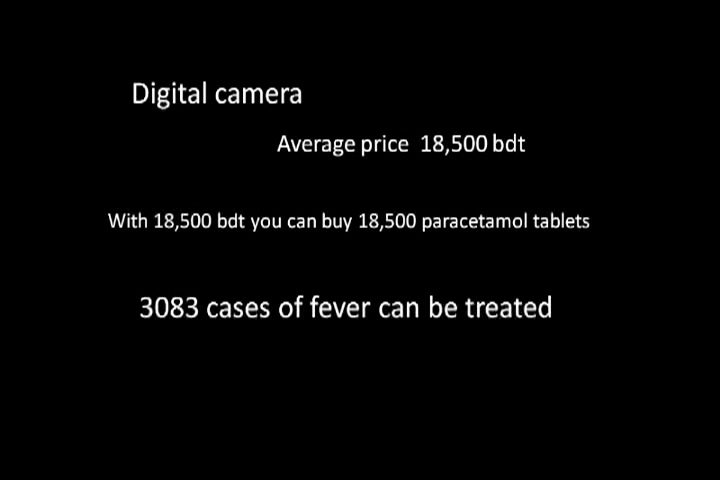 Digital camera
Average price 18,500 bdt
With 18,500 bdt you can buy 18,500 paracetamol tablets
3083 cases of fever can be treated